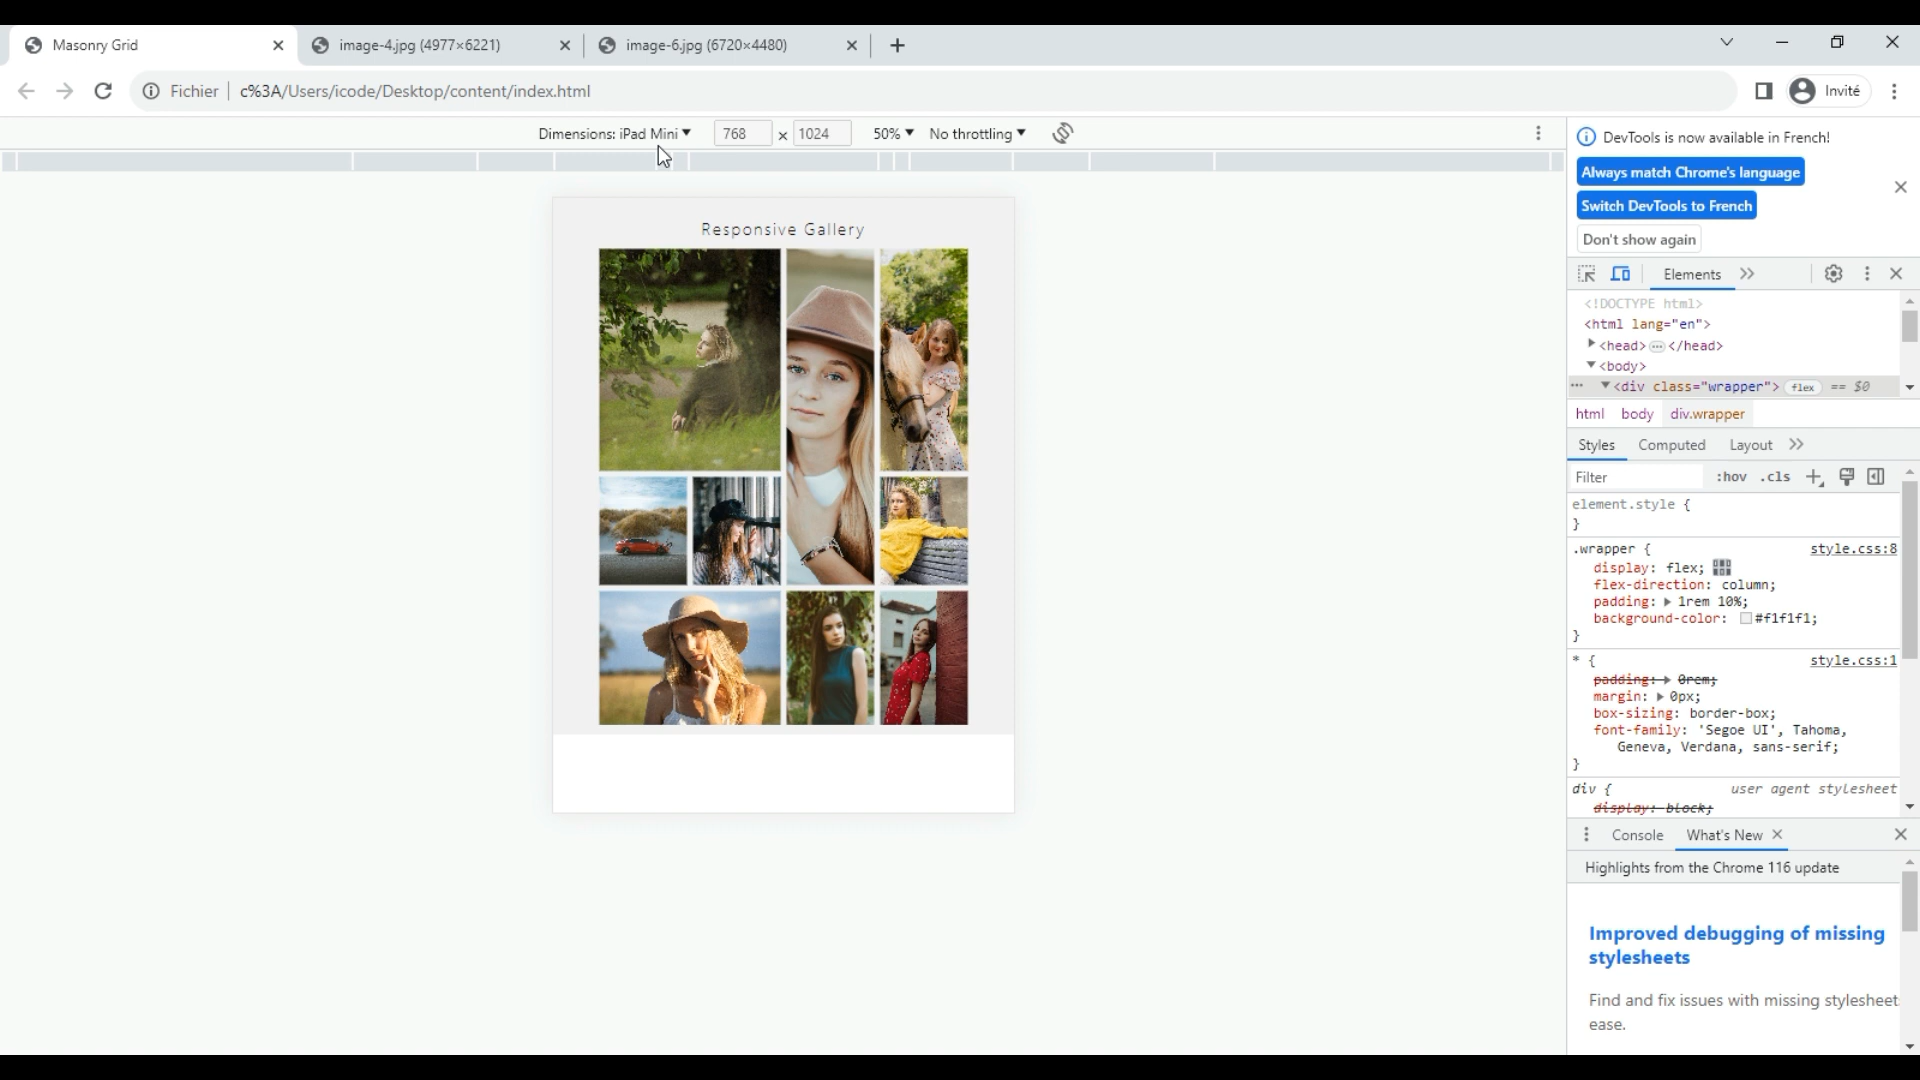 Masonry Grid
image-4.jpg (4977×6221)
image-6.jpg (6720×4480)
Fichier
c%3A/Users/icode/Desktop/content/index.html
Invité
Dimensions: iPad Mini
768 x 1024
50%
No throttling
Responsive Gallery
DevTools is now available in French!
Always match Chrome's language
Switch DevTools to French
Don't show again
Elements
<!DOCTYPE html>
<html lang="en">
<head> </head>
<body>
<div class="wrapper"> flex == $0
html body div.wrapper
Styles Computed Layout
Filter :hov .cls
element.style {
}
.wrapper { style.css:8
display: flex;
flex-direction: column;
padding: 1rem 10%;
background-color: #f1f1f1;
}
* { style.css:1
padding: 0rem;
margin: 0px;
box-sizing: border-box;
font-family: 'Segoe UI', Tahoma,
Geneva, Verdana, sans-serif;
}
div { user agent stylesheet
display: block;
Console What's New
Highlights from the Chrome 116 update
Improved debugging of missing
stylesheets
Find and fix issues with missing stylesheet
ease.